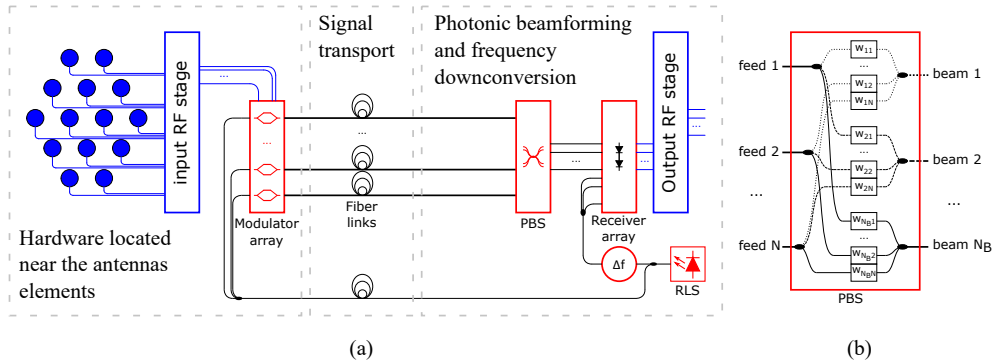 Hardware located
near the antennas
elements
input RF stage
...
Modulator
array
...
Signal
transport
...
Fiber
links
Photonic beamforming
and frequency
downconversion
PBS
...
Receiver
array
...
Output RF stage
...
Δf
RLS
(a)
feed 1
feed 2
...
feed N
w11
...
w12
w1N
w21
...
w22
w2N
wNB1
...
wNB2
wNBN
beam 1
beam 2
...
beam NB
PBS
(b)